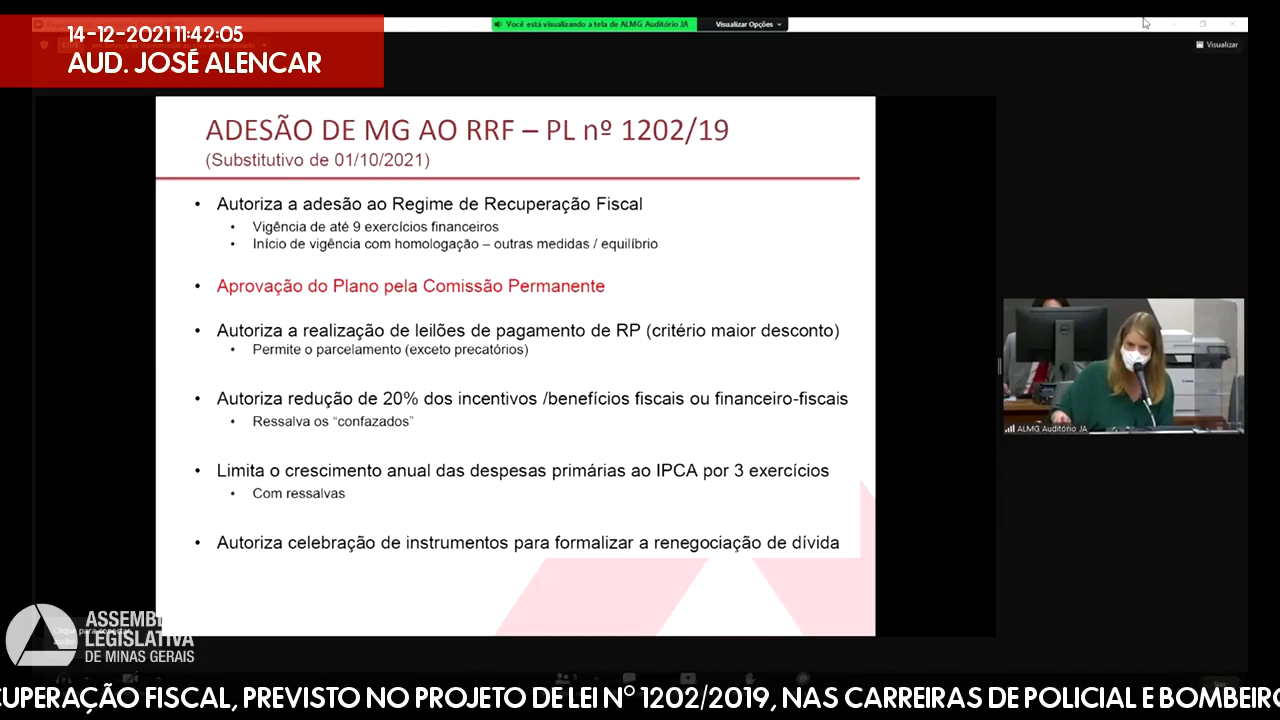 14-12-2021 11:42:05
AUD. JOSÉ ALENCAR
Você está visualizando a tela de ALMG Auditório JA
Visualizar Opções
Visualizar
ADESÃO DE MG AO RRF – PL nº 1202/19
(Substitutivo de 01/10/2021)
• Autoriza a adesão ao Regime de Recuperação Fiscal
• Vigência de até 9 exercícios financeiros
• Início de vigência com homologação – outras medidas / equilíbrio
• Aprovação do Plano pela Comissão Permanente
• Autoriza a realização de leilões de pagamento de RP (critério maior desconto)
• Permite o parcelamento (exceto precatórios)
• Autoriza redução de 20% dos incentivos /benefícios fiscais ou financeiro-fiscais
• Ressalva os “confazados”
• Limita o crescimento anual das despesas primárias ao IPCA por 3 exercícios
• Com ressalvas
• Autoriza celebração de instrumentos para formalizar a renegociação de dívida
ALMG Auditório JA
ASSEMBL
LEGISLATIVA
DE MINAS GERAIS
CUPERAÇÃO FISCAL, PREVISTO NO PROJETO DE LEI N° 1202/2019, NAS CARREIRAS DE POLICIAL E BOMBEIRO